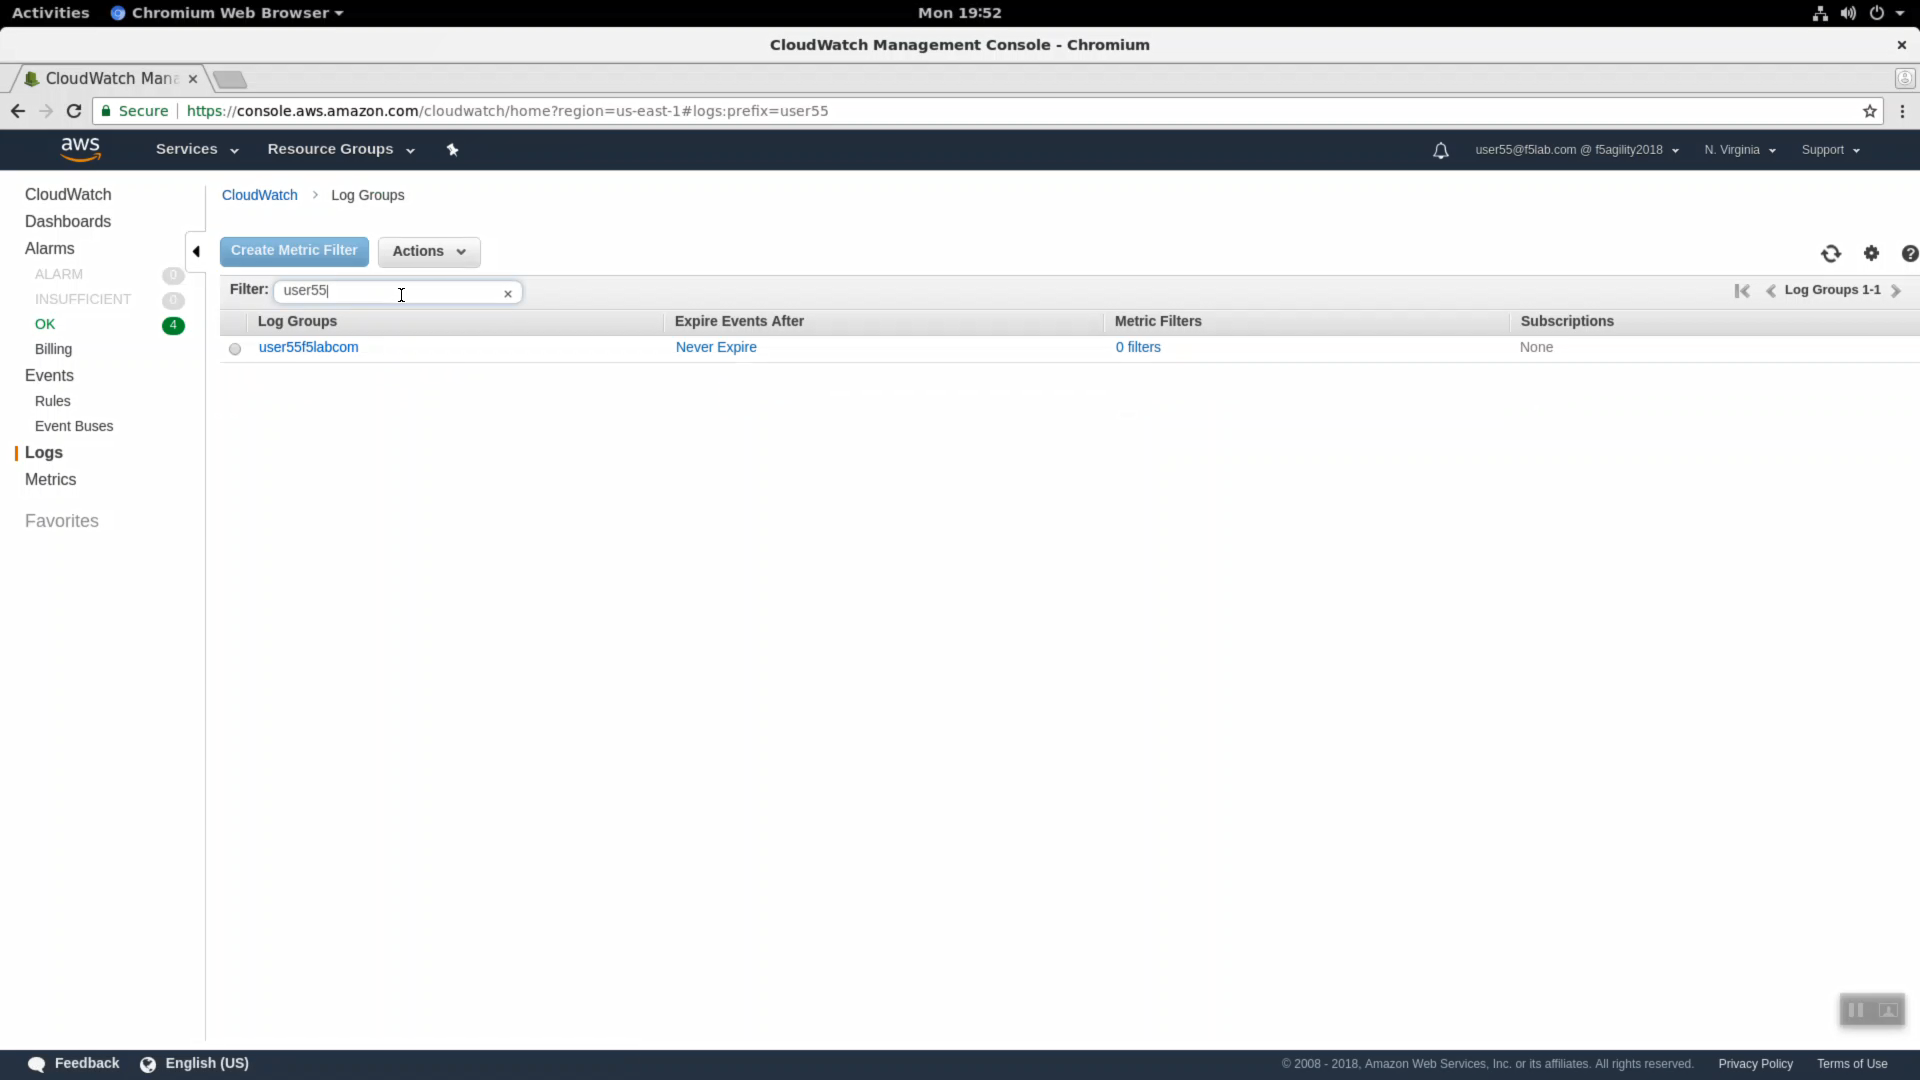 Activities Chromium Web Browser Mon 19:52
CloudWatch Management Console - Chromium
CloudWatch Mana
Secure https://console.aws.amazon.com/cloudwatch/home?region=us-east-1#logs:prefix=user55
aws Services Resource Groups user55@f5lab.com @ f5agility2018 N. Virginia Support
CloudWatch
Dashboards
Alarms
ALARM 0
INSUFFICIENT 0
OK 4
Billing
Events
Rules
Event Buses
Logs
Metrics
Favorites
CloudWatch > Log Groups
Create Metric Filter Actions
Filter: user55 × Log Groups 1-1
Log Groups Expire Events After Metric Filters Subscriptions
user55f5labcom Never Expire 0 filters None
Feedback English (US) © 2008 - 2018, Amazon Web Services, Inc. or its affiliates. All rights reserved. Privacy Policy Terms of Use